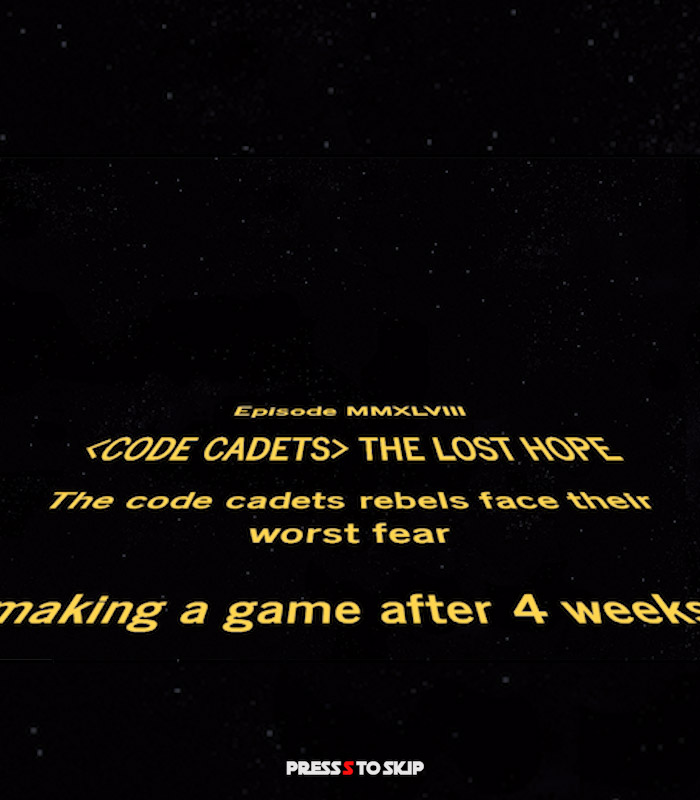 Episode MMXLVIII
<CODE CADETS> THE LOST HOPE
The code cadets rebels face their
worst fear
making a game after 4 weeks
PRESS S TO SKIP